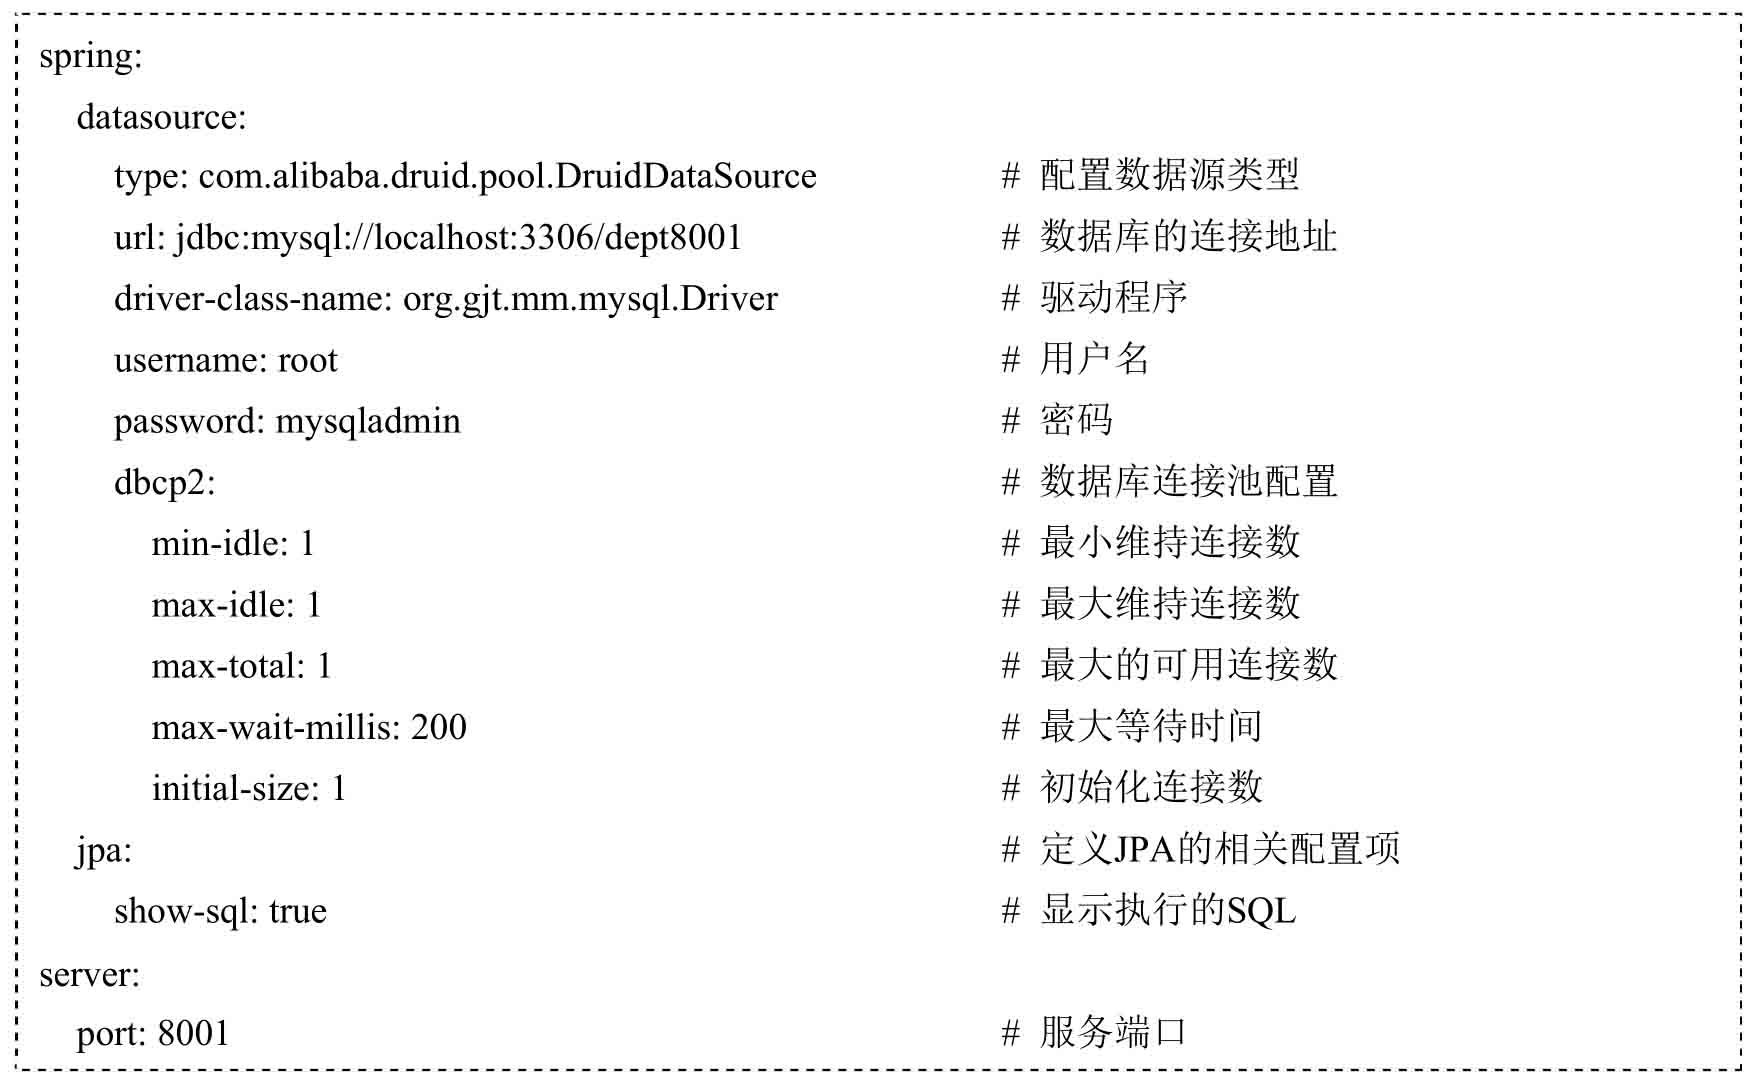 spring:
datasource:
type: com.alibaba.druid.pool.DruidDataSource # 配置数据源类型
url: jdbc:mysql://localhost:3306/dept8001 # 数据库的连接地址
driver-class-name: org.gjt.mm.mysql.Driver # 驱动程序
username: root # 用户名
password: mysqladmin # 密码
dbcp2: # 数据库连接池配置
min-idle: 1 # 最小维持连接数
max-idle: 1 # 最大维持连接数
max-total: 1 # 最大的可用连接数
max-wait-millis: 200 # 最大等待时间
initial-size: 1 # 初始化连接数
jpa: # 定义JPA的相关配置项
show-sql: true # 显示执行的SQL
server:
port: 8001 # 服务端口